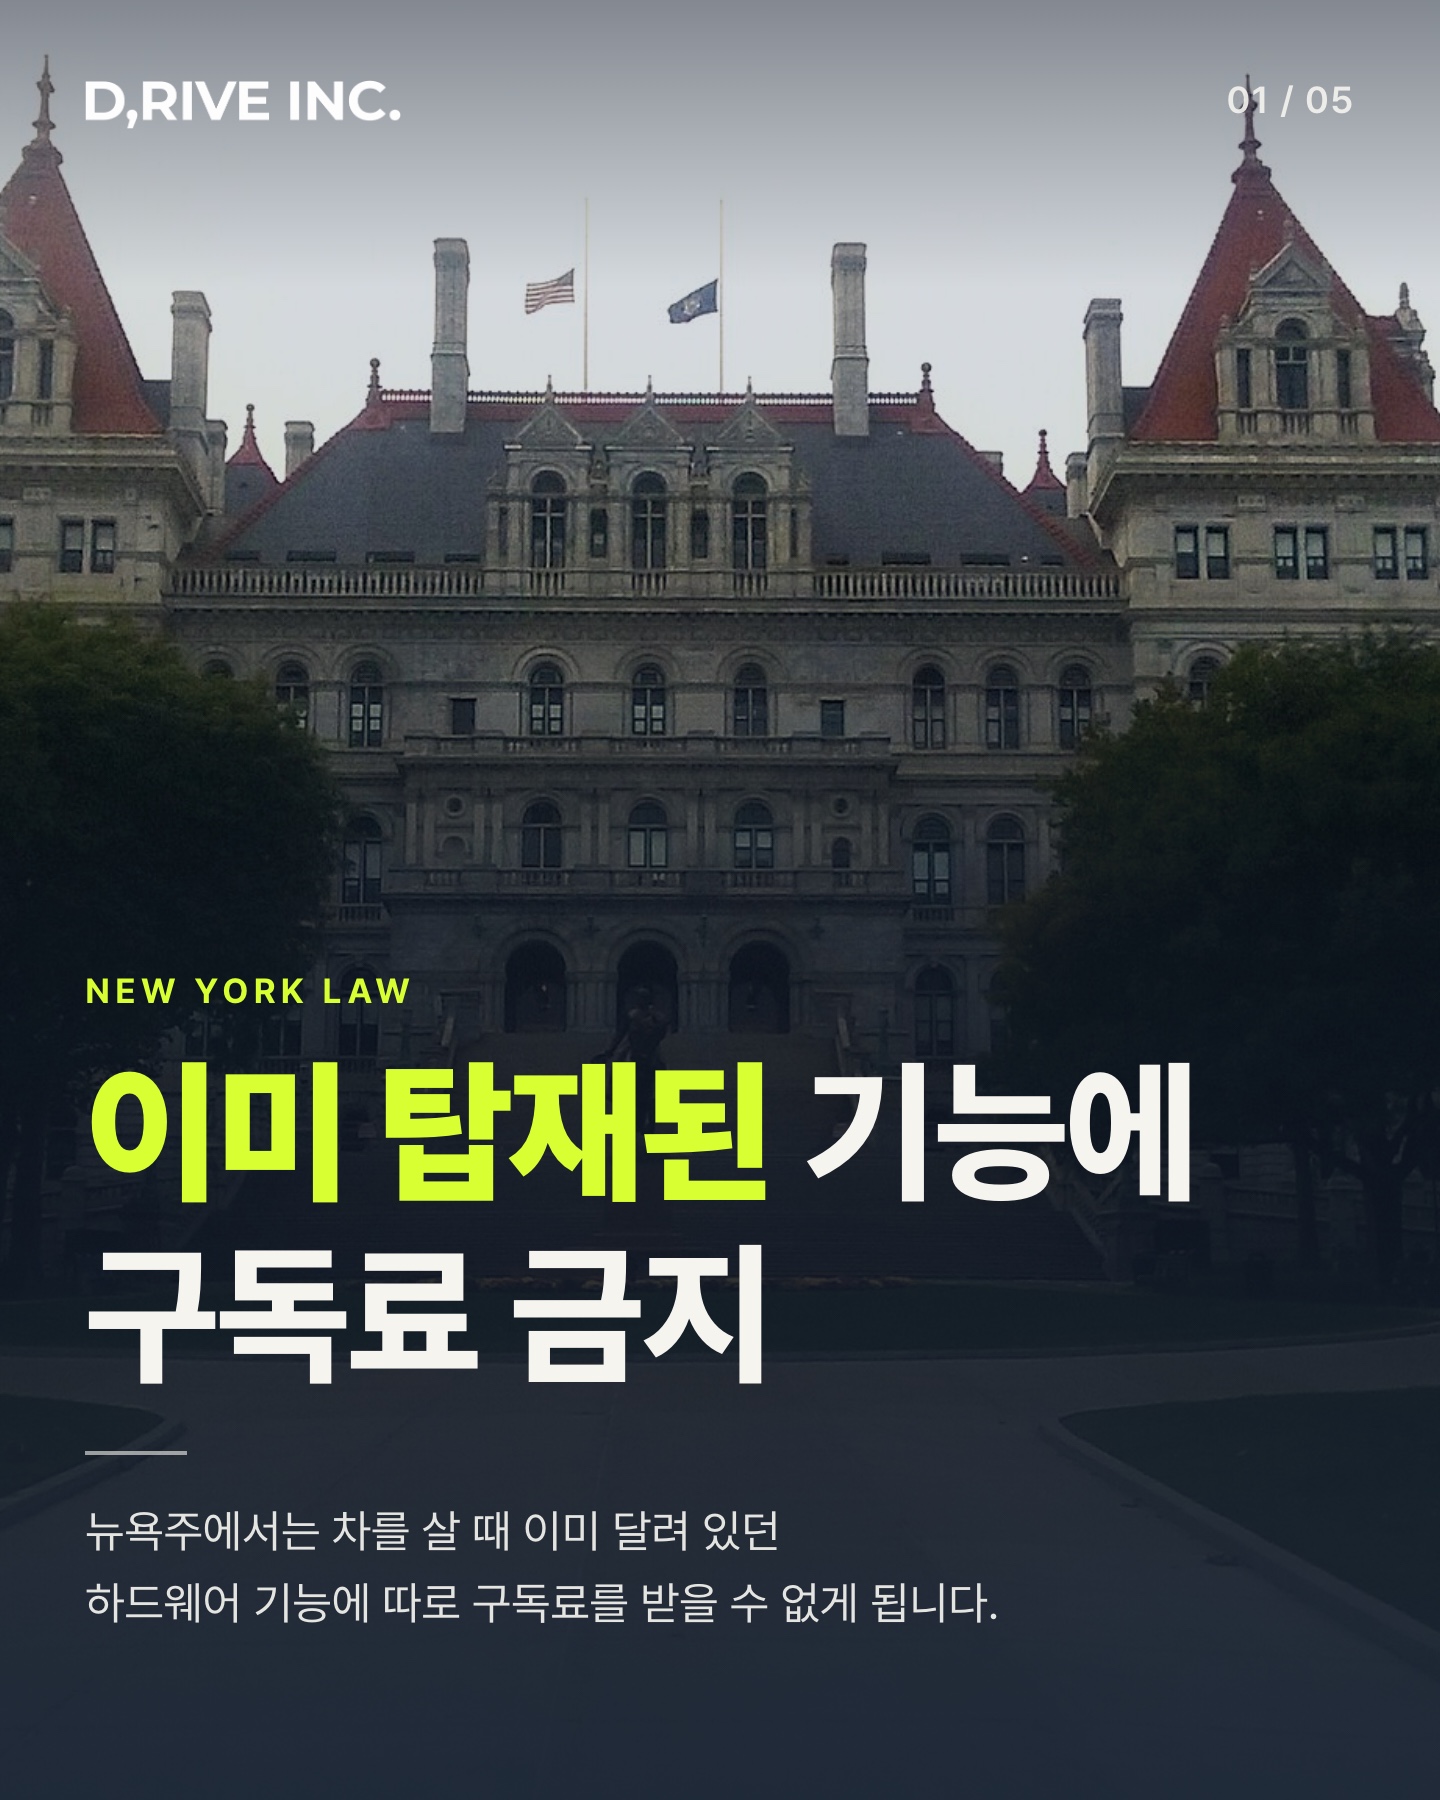 D,RIVE INC.
01 / 05
NEW YORK LAW
이미 탑재된 기능에
구독료 금지
뉴욕주에서는 차를 살 때 이미 달려 있던
하드웨어 기능에 따로 구독료를 받을 수 없게 됩니다.